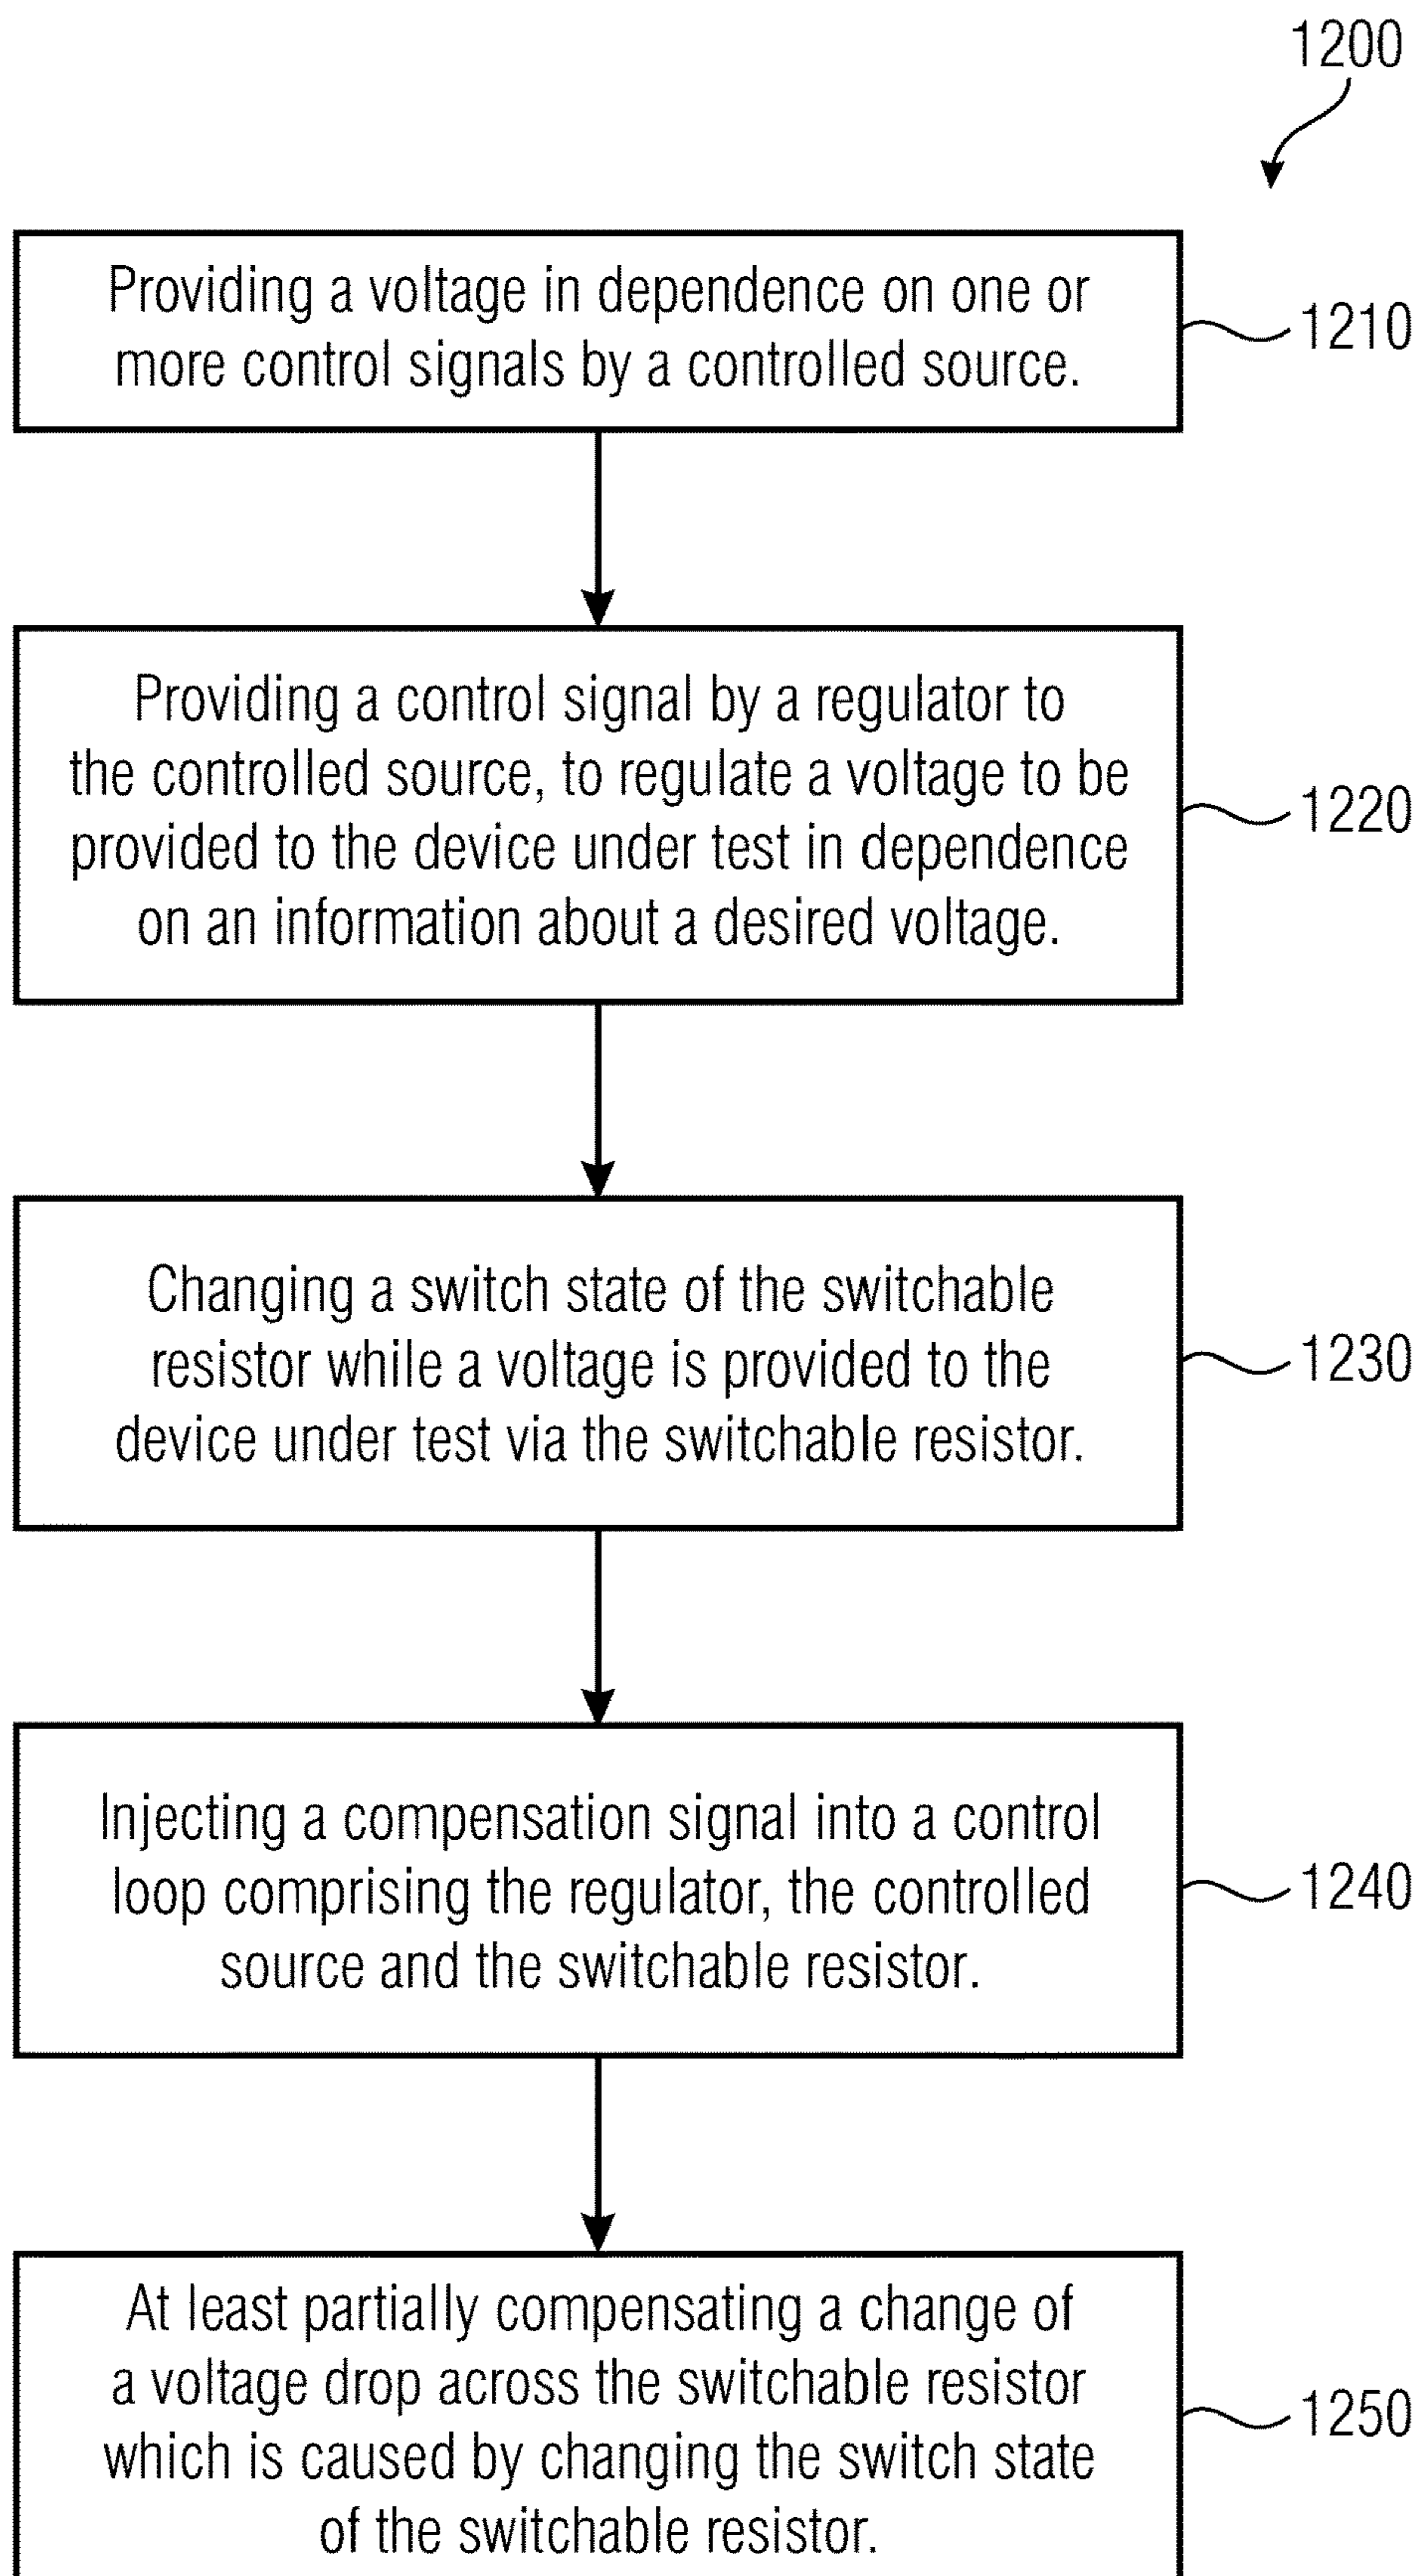 1200
Providing a voltage in dependence on one or
more control signals by a controlled source.
1210
Providing a control signal by a regulator to
the controlled source, to regulate a voltage to be
provided to the device under test in dependence
on an information about a desired voltage.
1220
Changing a switch state of the switchable
resistor while a voltage is provided to the
device under test via the switchable resistor.
1230
Injecting a compensation signal into a control
loop comprising the regulator, the controlled
source and the switchable resistor.
1240
At least partially compensating a change of
a voltage drop across the switchable resistor
which is caused by changing the switch state
of the switchable resistor.
1250